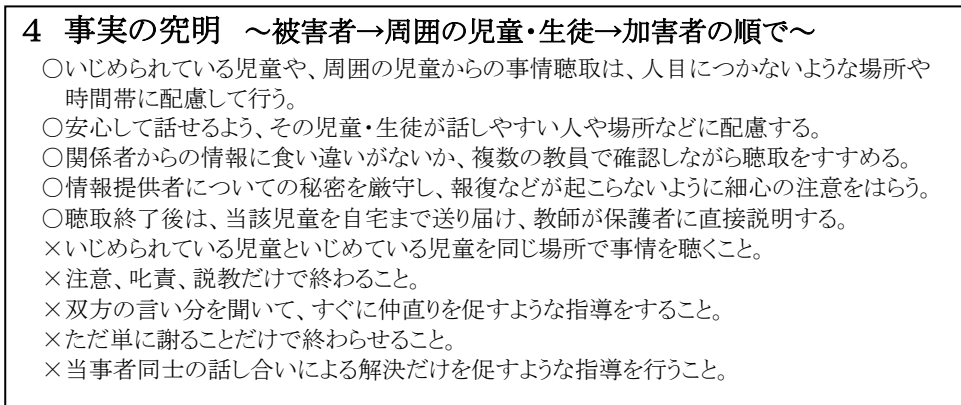 4 事実の究明 ～被害者→周囲の児童・生徒→加害者の順で～
○いじめられている児童や、周囲の児童からの事情聴取は、人目につかないような場所や
時間帯に配慮して行う。
○安心して話せるよう、その児童・生徒が話しやすい人や場所などに配慮する。
○関係者からの情報に食い違いがないか、複数の教員で確認しながら聴取をすすめる。
○情報提供者についての秘密を厳守し、報復などが起こらないように細心の注意をはらう。
○聴取終了後は、当該児童を自宅まで送り届け、教師が保護者に直接説明する。
×いじめられている児童といじめている児童を同じ場所で事情を聴くこと。
×注意、叱責、説教だけで終わること。
×双方の言い分を聞いて、すぐに仲直りを促すような指導をすること。
×ただ単に謝ることだけで終わらせること。
×当事者同士の話し合いによる解決だけを促すような指導を行うこと。